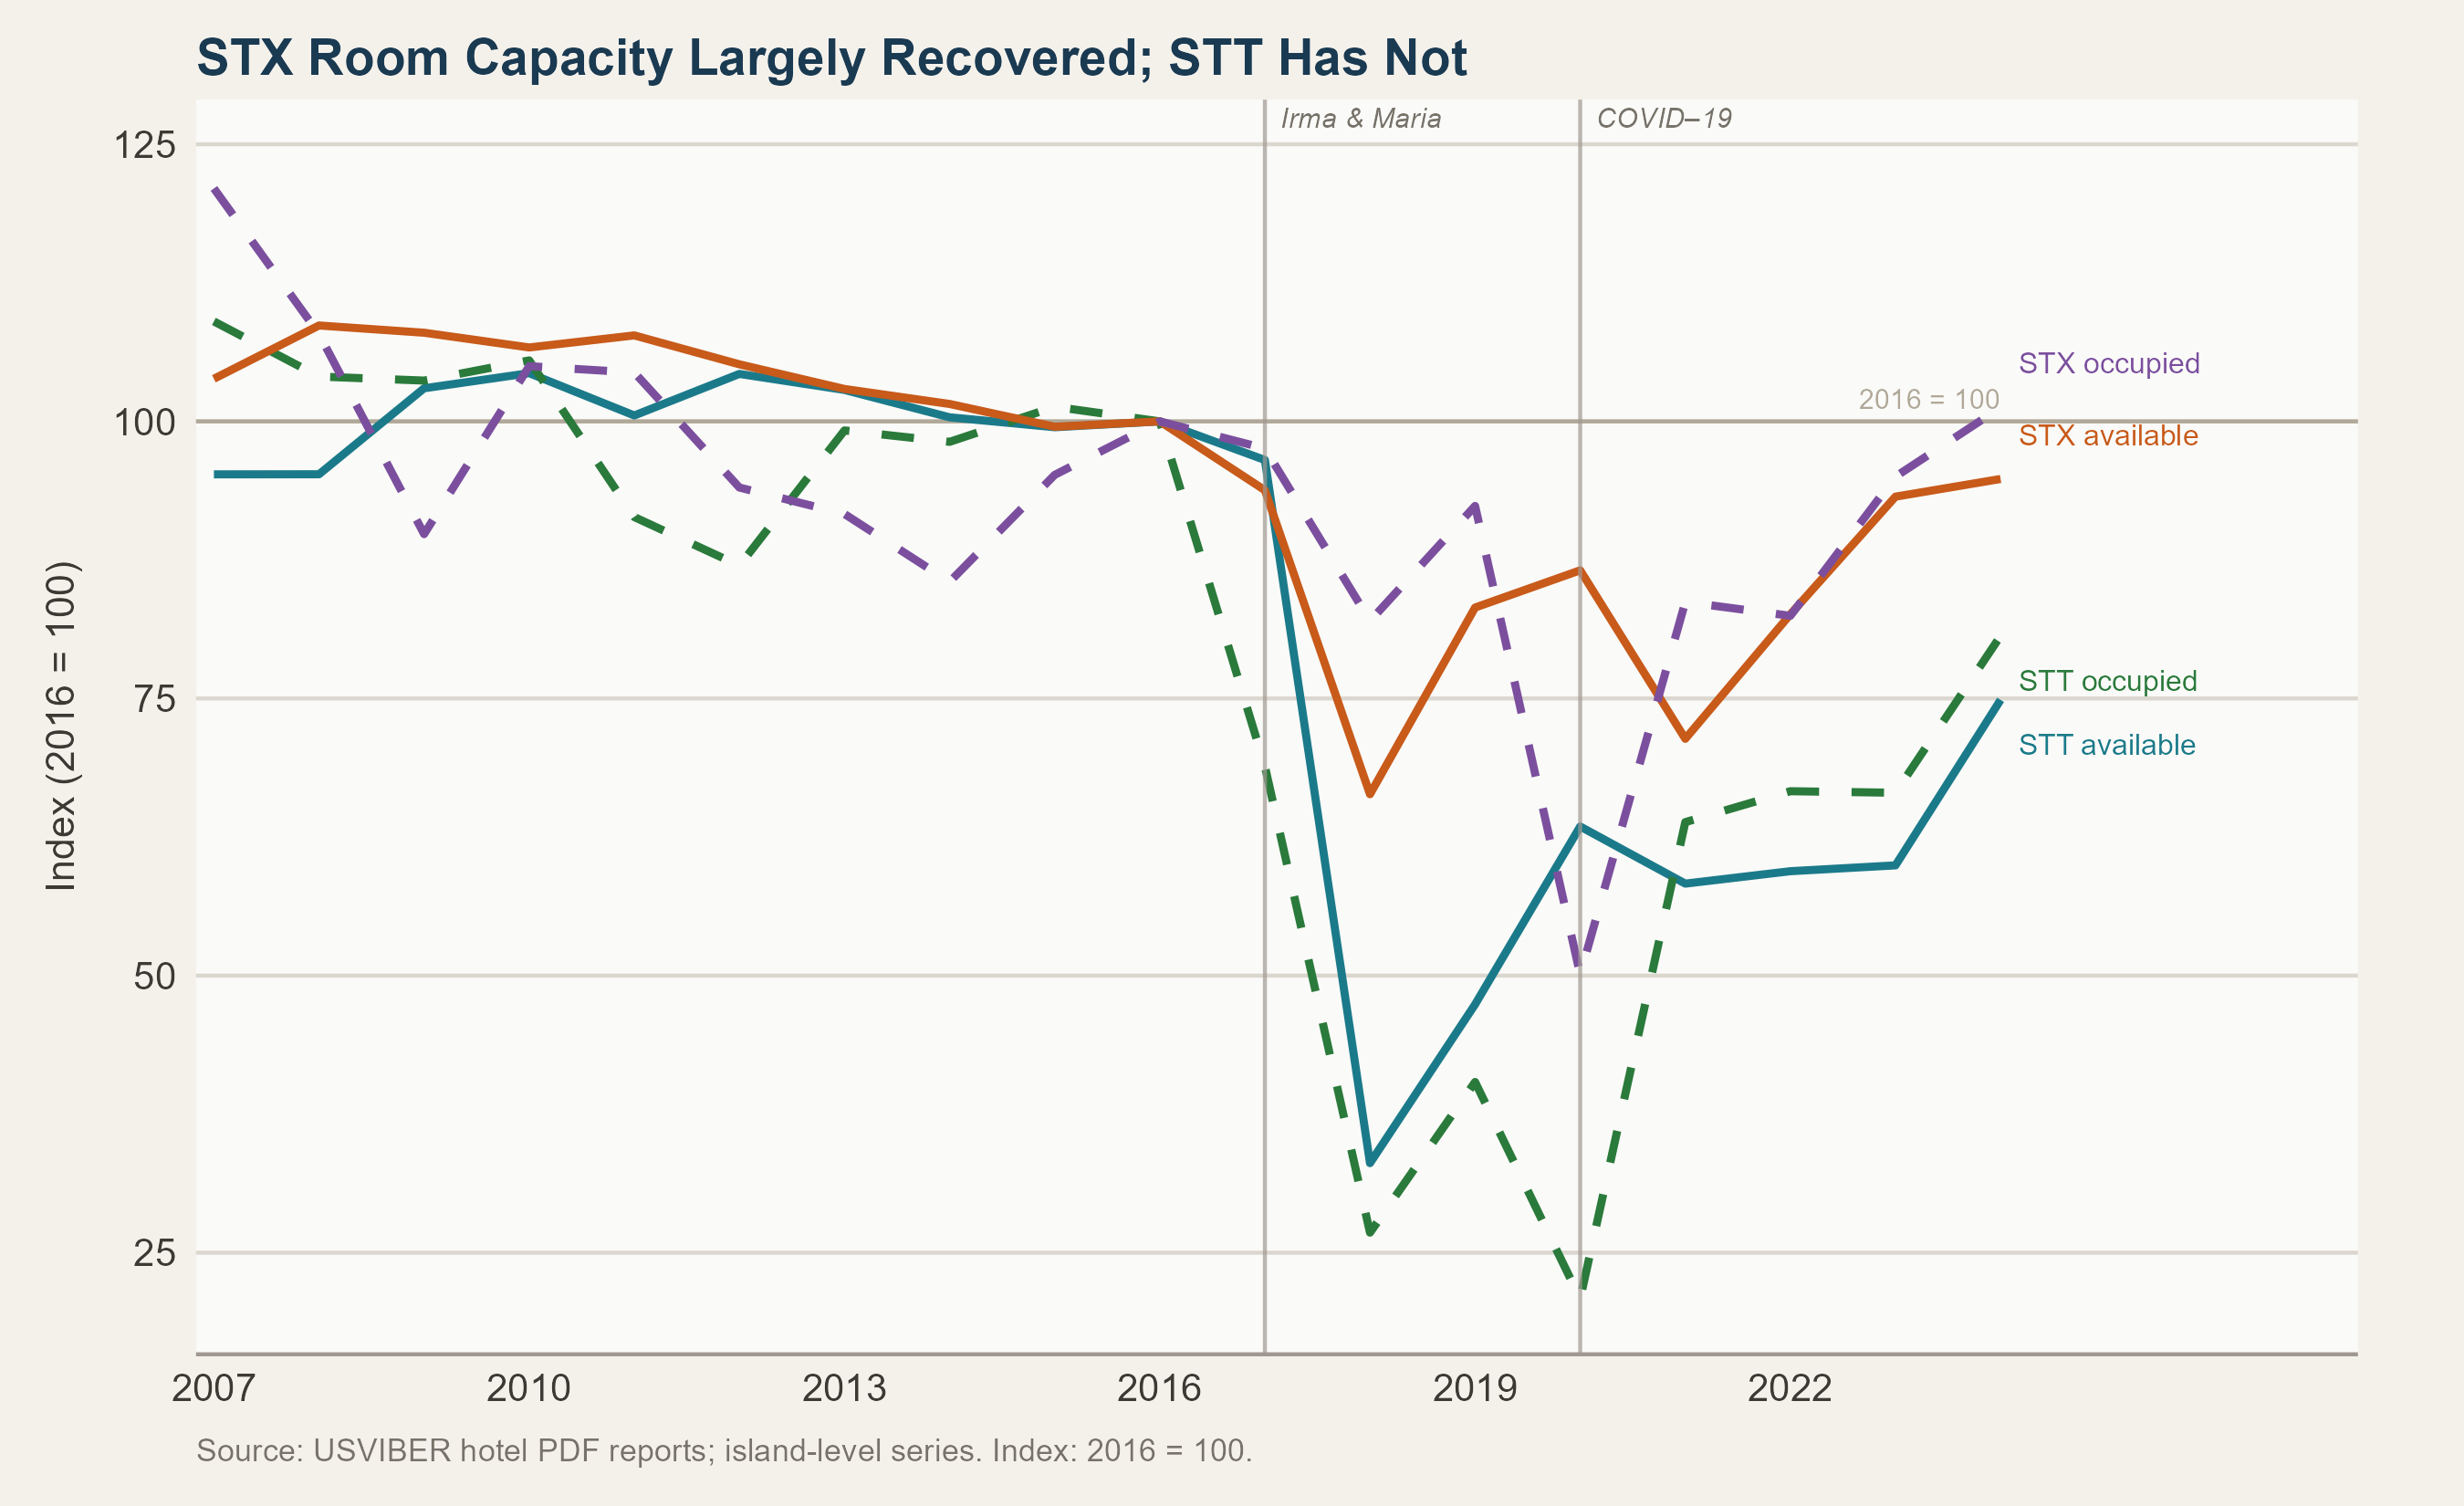 STX Room Capacity Largely Recovered; STT Has Not
Irma & Maria
COVID–19
125
100
75
50
25
Index (2016 = 100)
STX occupied
2016 = 100
STX available
STT occupied
STT available
2007
2010
2013
2016
2019
2022
Source: USVIBER hotel PDF reports; island-level series. Index: 2016 = 100.